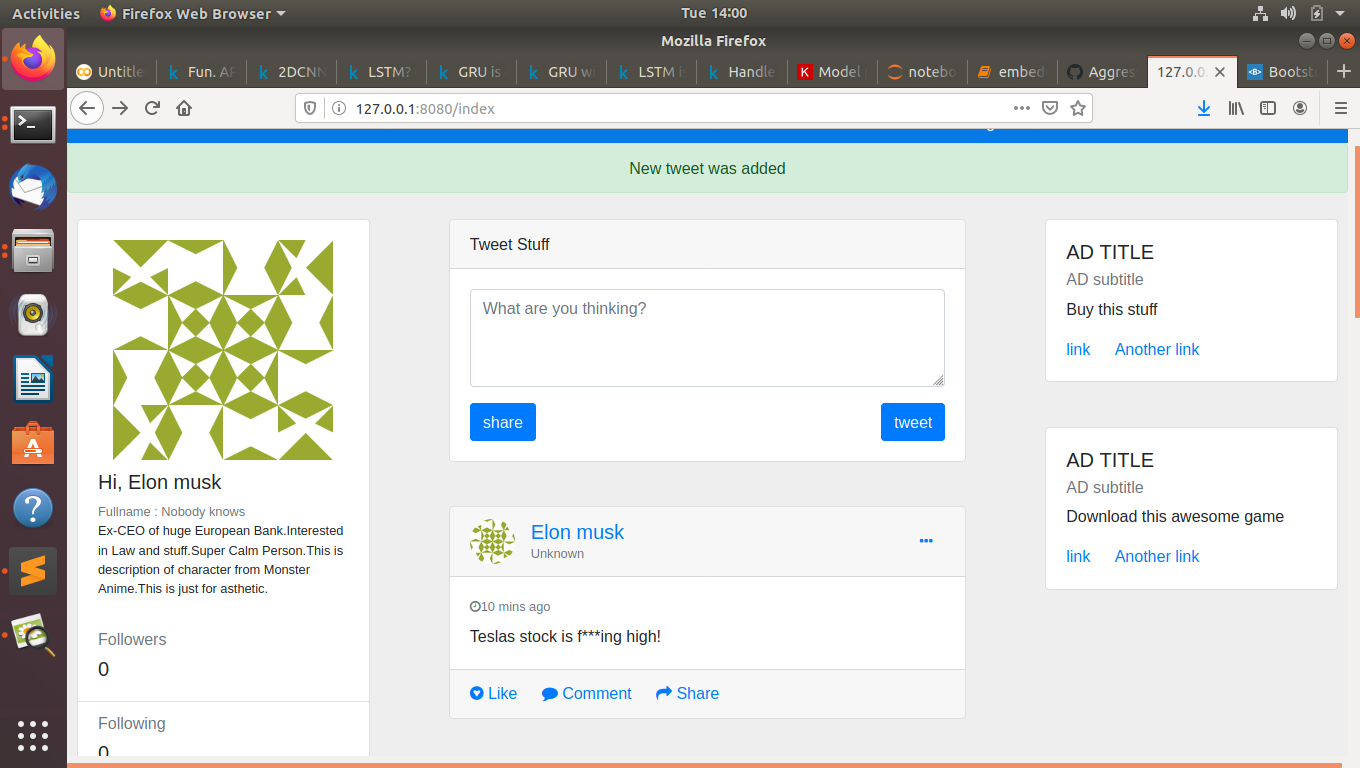 Activities
Firefox Web Browser
Tue 14:00
Mozilla Firefox
Untitle
Fun. AP
2DCNN
LSTM?
GRU is
GRU wi
LSTM i
Handle
Model
notebo
embed
Aggres
127.0.0.
Bootst
127.0.0.1:8080/index
New tweet was added
Hi, Elon musk
Fullname : Nobody knows
Ex-CEO of huge European Bank.Interested
in Law and stuff.Super Calm Person.This is
description of character from Monster
Anime.This is just for asthetic.
Followers
0
Following
0
Tweet Stuff
What are you thinking?
share
tweet
Elon musk
Unknown
10 mins ago
Teslas stock is f***ing high!
Like
Comment
Share
AD TITLE
AD subtitle
Buy this stuff
link
Another link
AD TITLE
AD subtitle
Download this awesome game
link
Another link